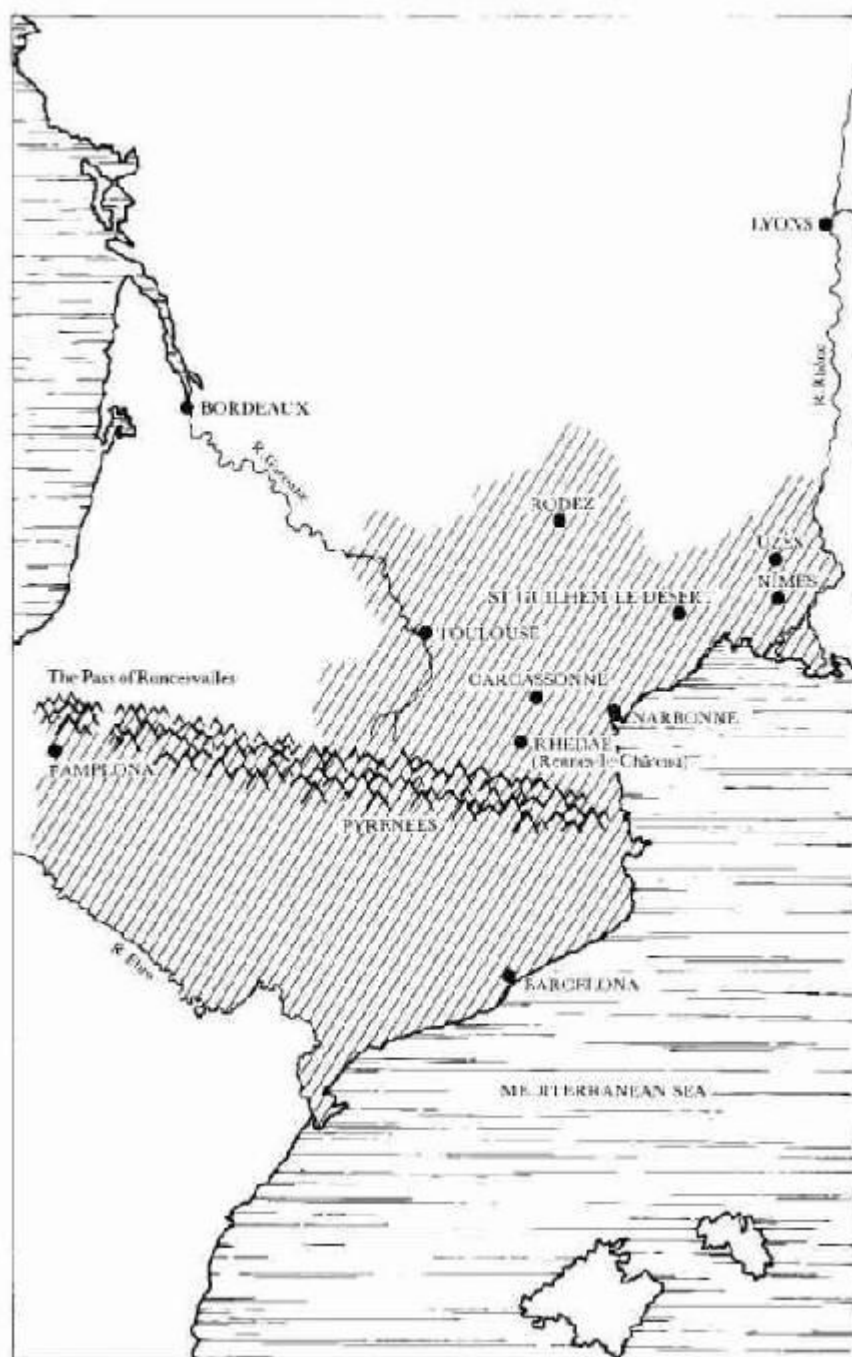 LYONS
R. Rhône
BORDEAUX
R. Garonne
RODEZ
UZES
NIMES
ST GUILHEM LE DESERT
TOULOUSE
The Pass of Roncesvalles
CARCASSONNE
NARBONNE
RHEDAE
(Rennes-le-Château)
PAMPLONA
PYRENEES
R. Ebro
BARCELONA
MEDITERRANEAN SEA